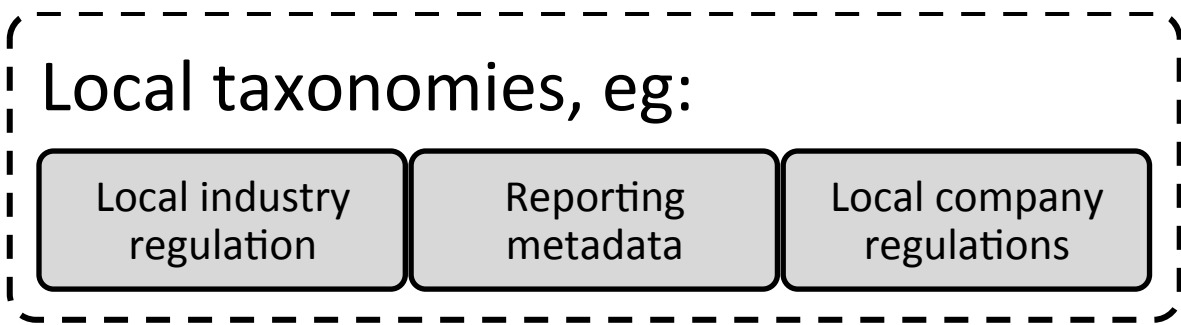 Local taxonomies, eg:
Local industry
regulation
Reporting
metadata
Local company
regulations